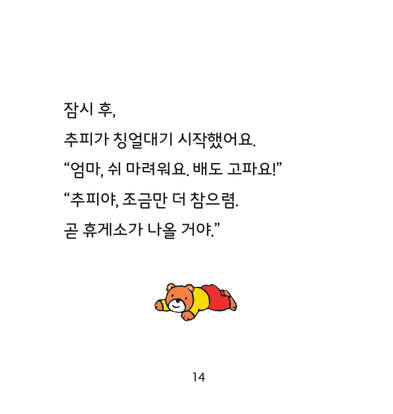 잠시 후,
추피가 칭얼대기 시작했어요.
“엄마, 쉬 마려워요. 배도 고파요!”
“추피야, 조금만 더 참으렴.
곧 휴게소가 나올 거야.”
14